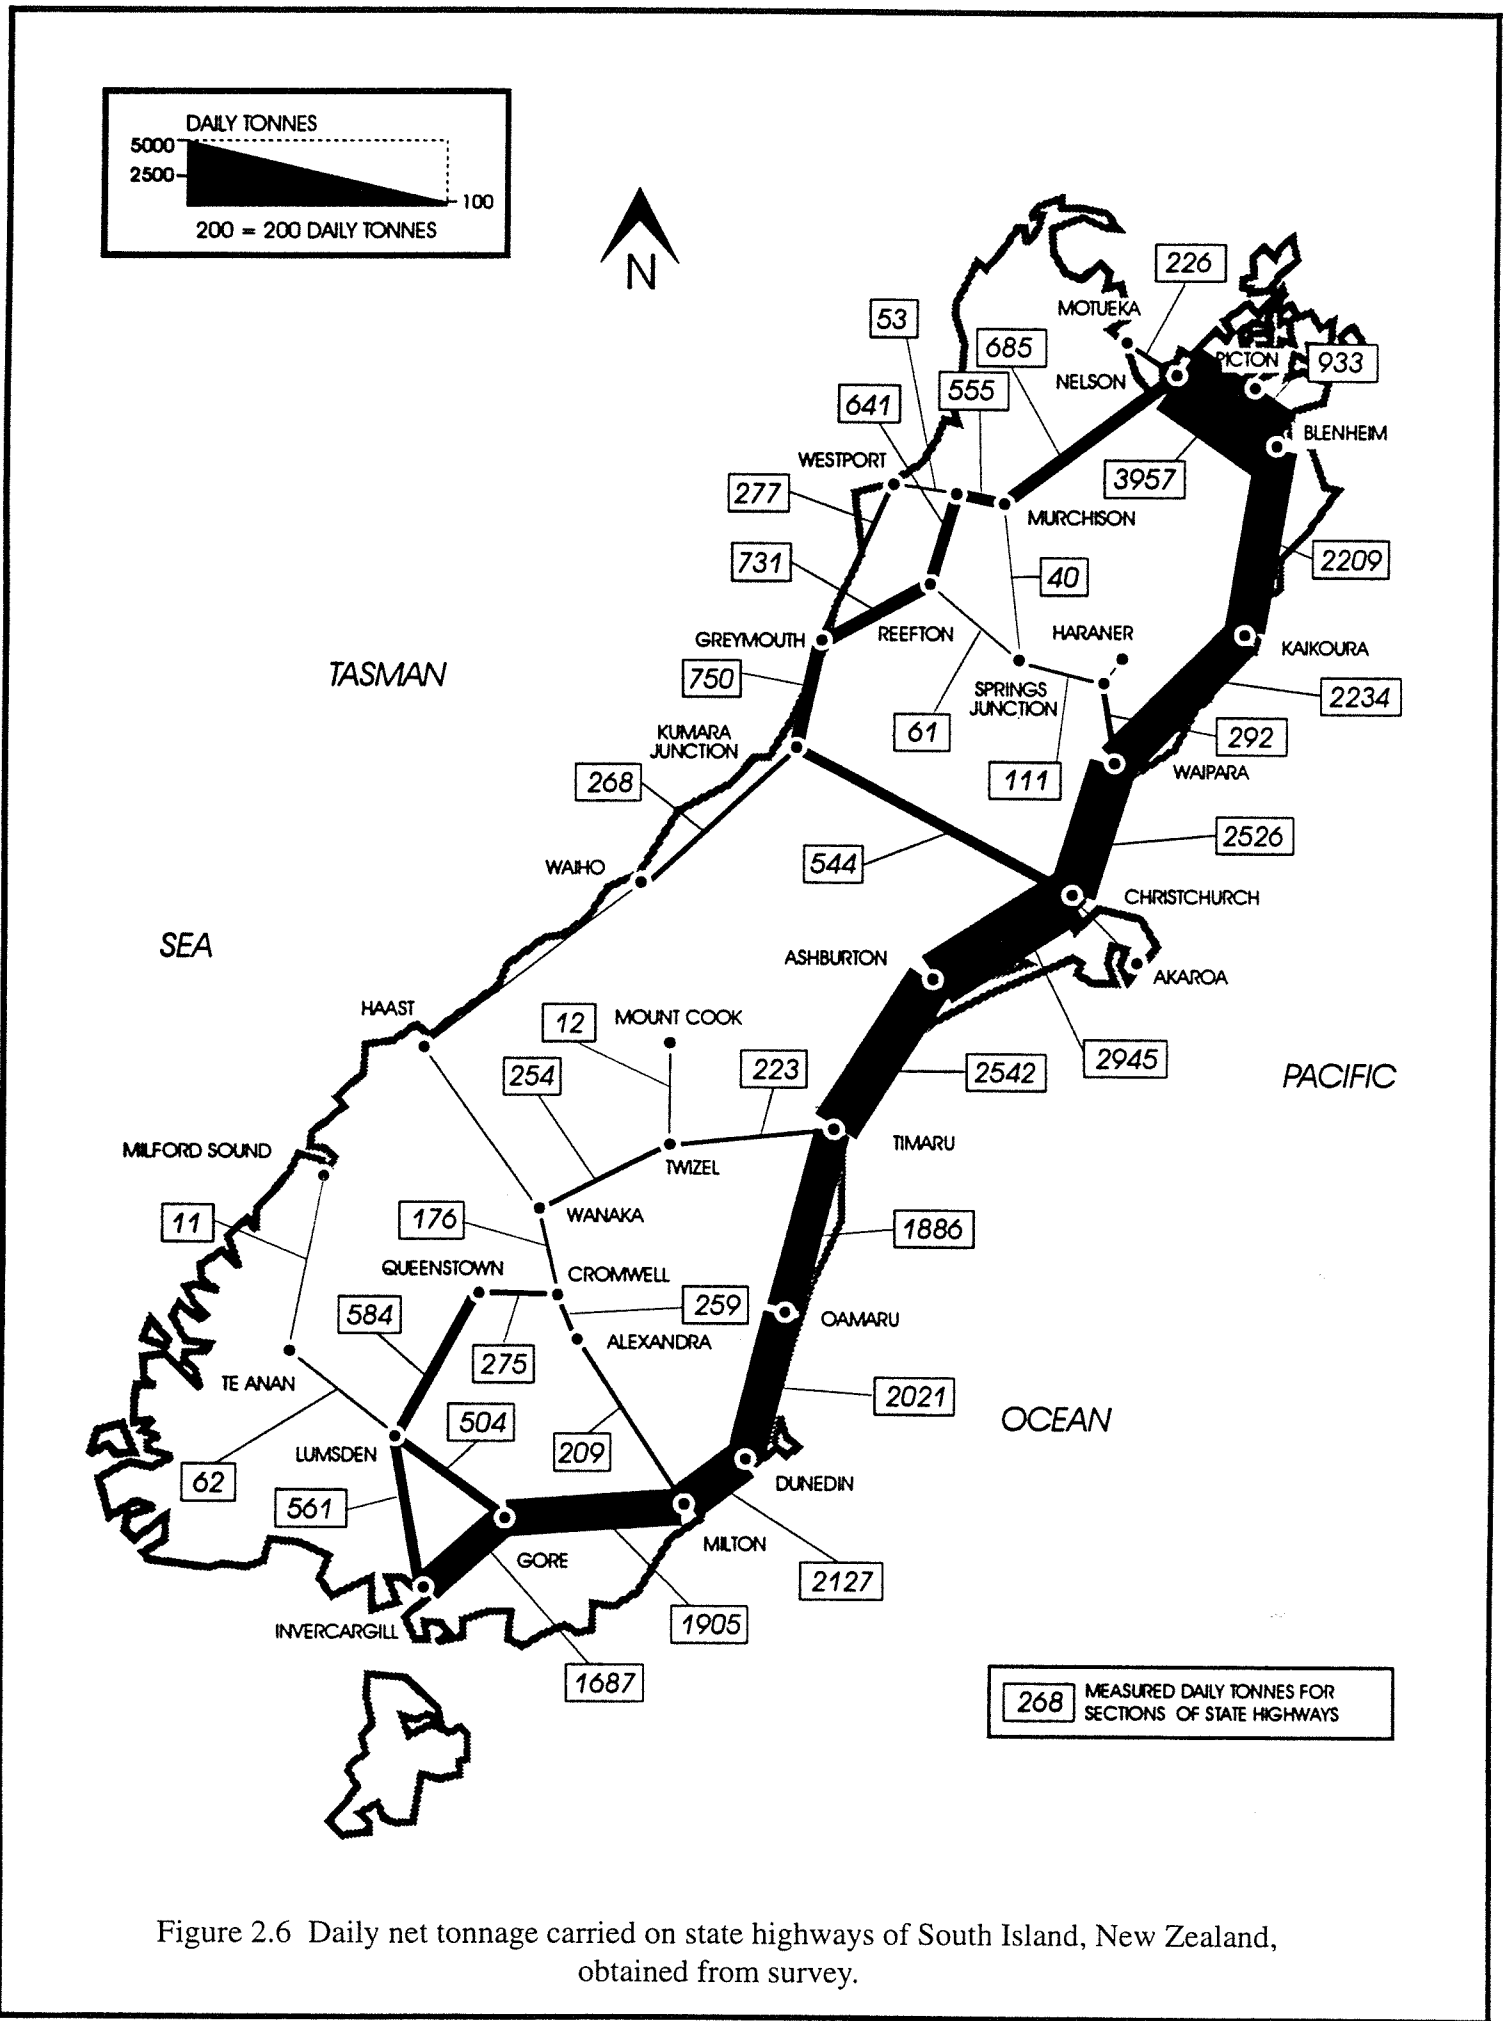 DAILY TONNES
5000
2500
100
200 = 200 DAILY TONNES
N
226
MOTUEKA
53
685
PICTON
933
NELSON
555
641
BLENHEIM
WESTPORT
3957
277
MURCHISON
731
2209
40
REEFTON
HARANER
GREYMOUTH
KAIKOURA
TASMAN
750
SPRINGS
JUNCTION
2234
61
KUMARA
JUNCTION
292
268
111
WAIPARA
2526
544
WAIHO
CHRISTCHURCH
SEA
ASHBURTON
AKAROA
HAAST
12
MOUNT COOK
254
223
2542
2945
PACIFIC
MILFORD SOUND
TIMARU
TWIZEL
11
176
WANAKA
1886
QUEENSTOWN
CROMWELL
584
259
OAMARU
ALEXANDRA
275
TE ANAN
2021
504
OCEAN
LUMSDEN
209
62
DUNEDIN
561
MILTON
GORE
2127
INVERCARGILL
1905
1687
268
MEASURED DAILY TONNES FOR
SECTIONS OF STATE HIGHWAYS
Figure 2.6 Daily net tonnage carried on state highways of South Island, New Zealand,
obtained from survey.